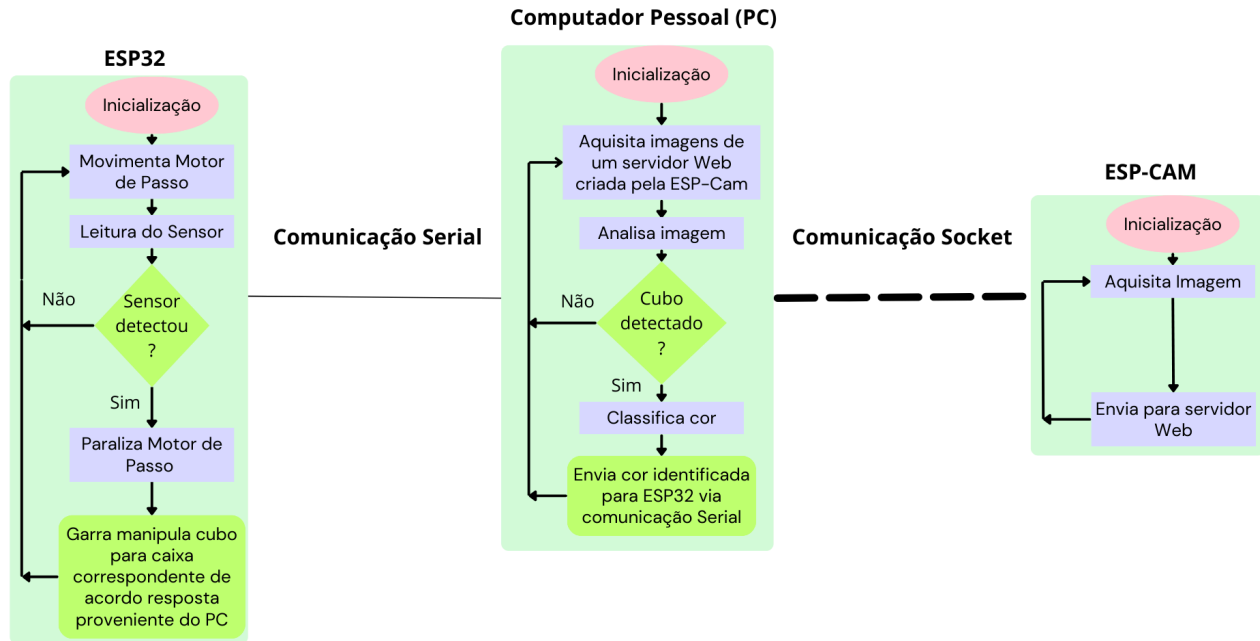 Computador Pessoal (PC)
ESP32
Inicialização
Movimenta Motor
de Passo
Leitura do Sensor
Não
Sensor
detectou
?
Sim
Paraliza Motor de
Passo
Garra manipula cubo
para caixa
correspondente de
acordo resposta
proveniente do PC
Comunicação Serial
Inicialização
Aquisita imagens de
um servidor Web
criada pela ESP-Cam
Analisa imagem
Não
Cubo
detectado
?
Sim
Classifica cor
Envia cor identificada
para ESP32 via
comunicação Serial
Comunicação Socket
ESP-CAM
Inicialização
Aquisita Imagem
Envia para servidor
Web